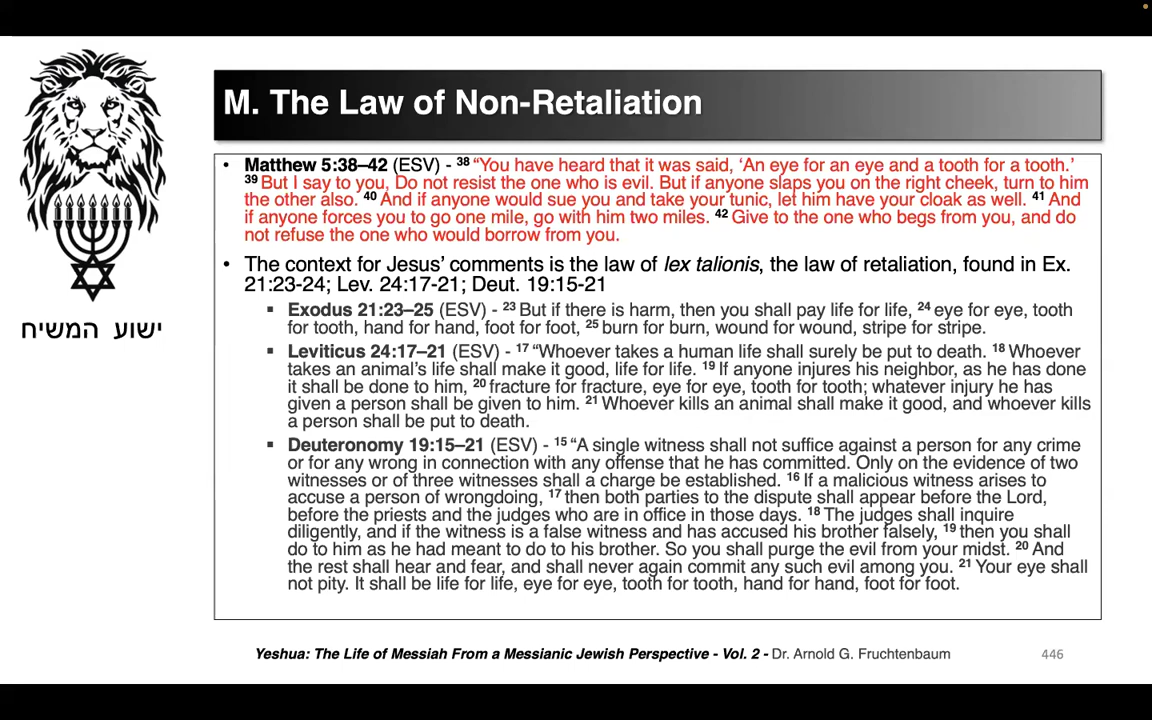 M. The Law of Non-Retaliation
• Matthew 5:38–42 (ESV) - 38 “You have heard that it was said, ‘An eye for an eye and a tooth for a tooth.’
39 But I say to you, Do not resist the one who is evil. But if anyone slaps you on the right cheek, turn to him
the other also. 40 And if anyone would sue you and take your tunic, let him have your cloak as well. 41 And
if anyone forces you to go one mile, go with him two miles. 42 Give to the one who begs from you, and do
not refuse the one who would borrow from you.
• The context for Jesus’ comments is the law of lex talionis, the law of retaliation, found in Ex.
21:23-24; Lev. 24:17-21; Deut. 19:15-21
▪ Exodus 21:23–25 (ESV) - 23 But if there is harm, then you shall pay life for life, 24 eye for eye, tooth
for tooth, hand for hand, foot for foot, 25 burn for burn, wound for wound, stripe for stripe.
▪ Leviticus 24:17–21 (ESV) - 17 “Whoever takes a human life shall surely be put to death. 18 Whoever
takes an animal’s life shall make it good, life for life. 19 If anyone injures his neighbor, as he has done
it shall be done to him, 20 fracture for fracture, eye for eye, tooth for tooth; whatever injury he has
given a person shall be given to him. 21 Whoever kills an animal shall make it good, and whoever kills
a person shall be put to death.
▪ Deuteronomy 19:15–21 (ESV) - 15 “A single witness shall not suffice against a person for any crime
or for any wrong in connection with any offense that he has committed. Only on the evidence of two
witnesses or of three witnesses shall a charge be established. 16 If a malicious witness arises to
accuse a person of wrongdoing, 17 then both parties to the dispute shall appear before the Lord,
before the priests and the judges who are in office in those days. 18 The judges shall inquire
diligently, and if the witness is a false witness and has accused his brother falsely, 19 then you shall
do to him as he had meant to do to his brother. So you shall purge the evil from your midst. 20 And
the rest shall hear and fear, and shall never again commit any such evil among you. 21 Your eye shall
not pity. It shall be life for life, eye for eye, tooth for tooth, hand for hand, foot for foot.
ישוע המשיח
Yeshua: The Life of Messiah From a Messianic Jewish Perspective - Vol. 2 - Dr. Arnold G. Fruchtenbaum
446